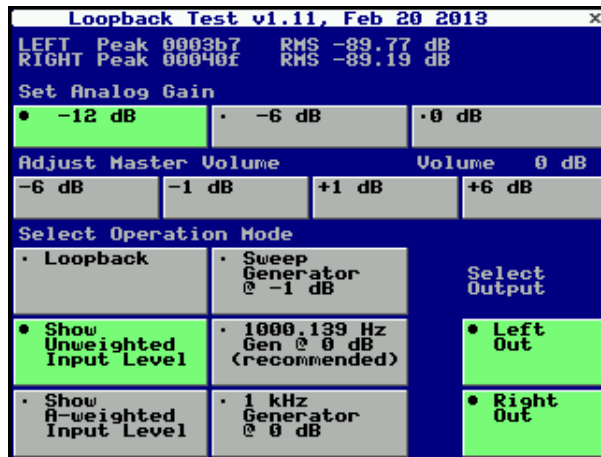 Loopback Test v1.11, Feb 20 2013 x
LEFT Peak 0003b7 RMS -89.77 dB
RIGHT Peak 00040f RMS -89.19 dB
Set Analog Gain
• -12 dB · -6 dB ·0 dB
Adjust Master Volume Volume 0 dB
-6 dB -1 dB +1 dB +6 dB
Select Operation Mode
· Loopback
· Sweep
Generator
@ -1 dB
Select
Output
• Show
Unweighted
Input Level
· 1000.139 Hz
Gen @ 0 dB
(recommended)
• Left
Out
· Show
A-weighted
Input Level
· 1 kHz
Generator
@ 0 dB
• Right
Out